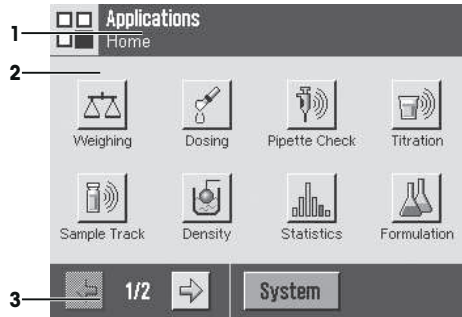 Applications
1
Home
2
Weighing Dosing Pipette Check Titration
Sample Track Density Statistics Formulation
3
1/2 System